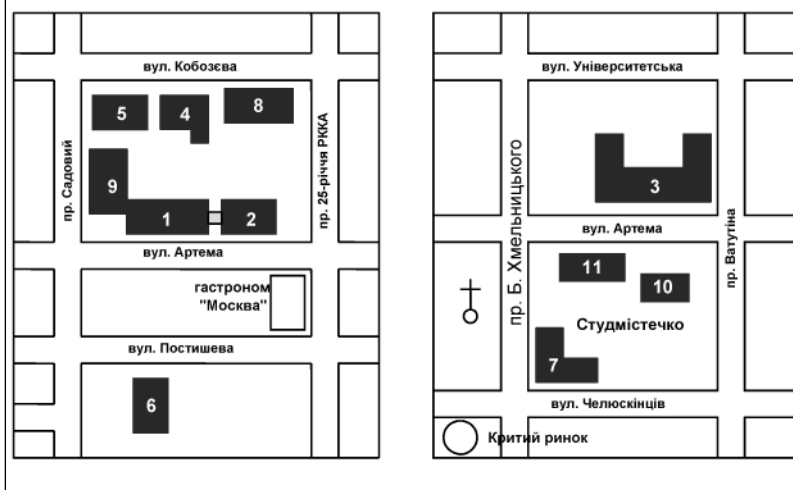 вул. Кобозєва
5
4
8
9
1
2
пр. Садовий
пр. 25-річчя РККА
вул. Артема
гастроном
"Москва"
вул. Постишева
6
вул. Університетська
пр. Б. Хмельницького
3
вул. Артема
пр. Ватутіна
11
10
Студмістечко
7
вул. Челюскінців
Критий ринок